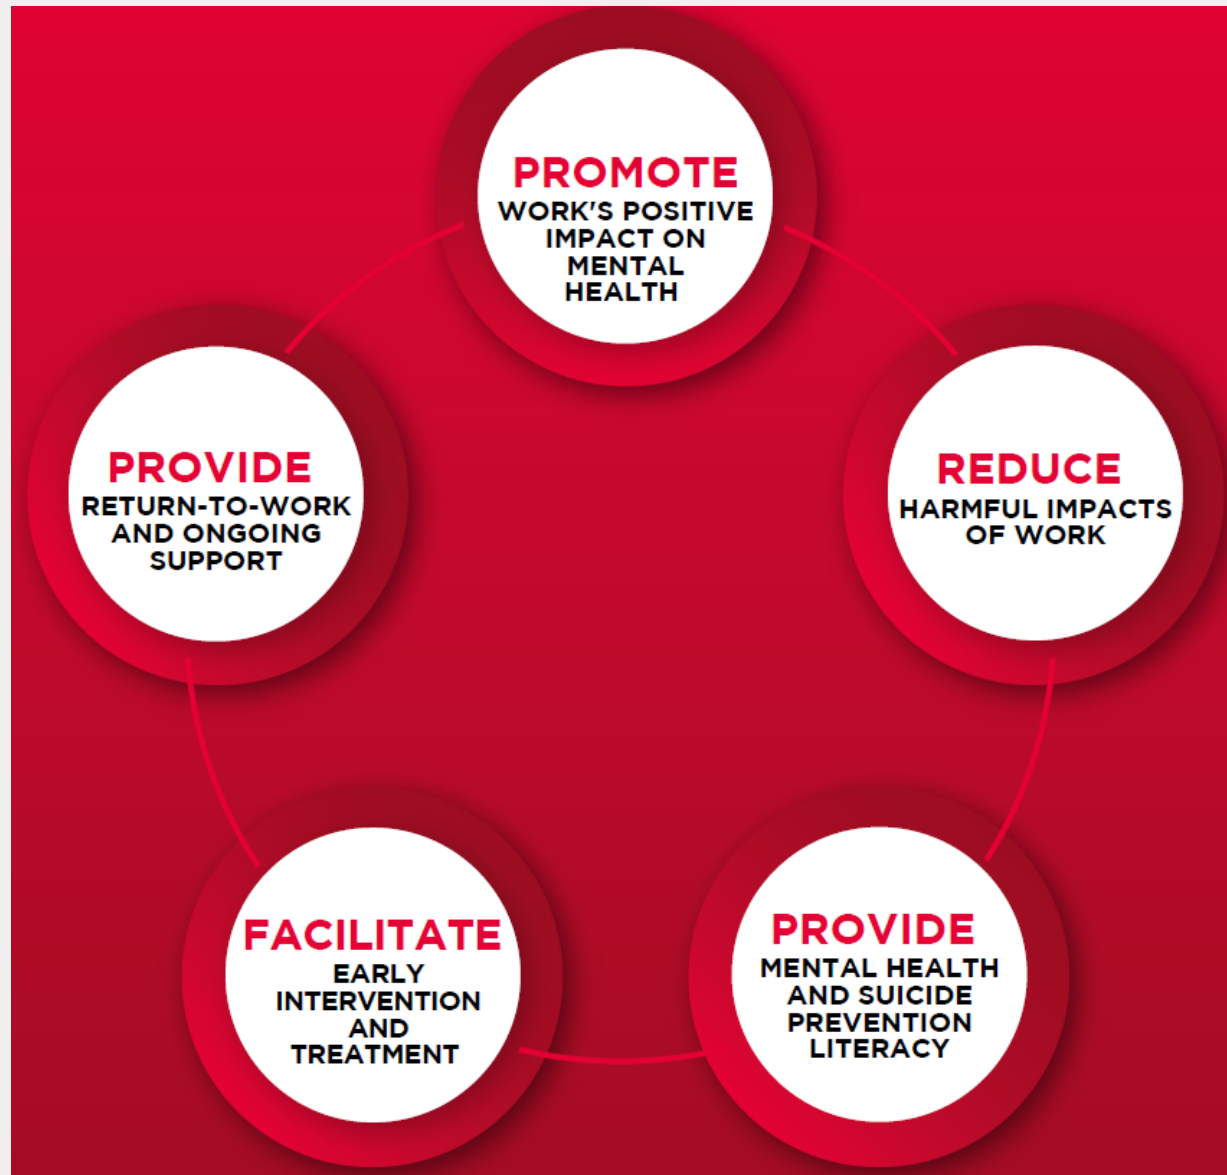 PROMOTE
WORK'S POSITIVE
IMPACT ON
MENTAL
HEALTH
REDUCE
HARMFUL IMPACTS
OF WORK
PROVIDE
MENTAL HEALTH
AND SUICIDE
PREVENTION
LITERACY
FACILITATE
EARLY
INTERVENTION
AND
TREATMENT
PROVIDE
RETURN-TO-WORK
AND ONGOING
SUPPORT